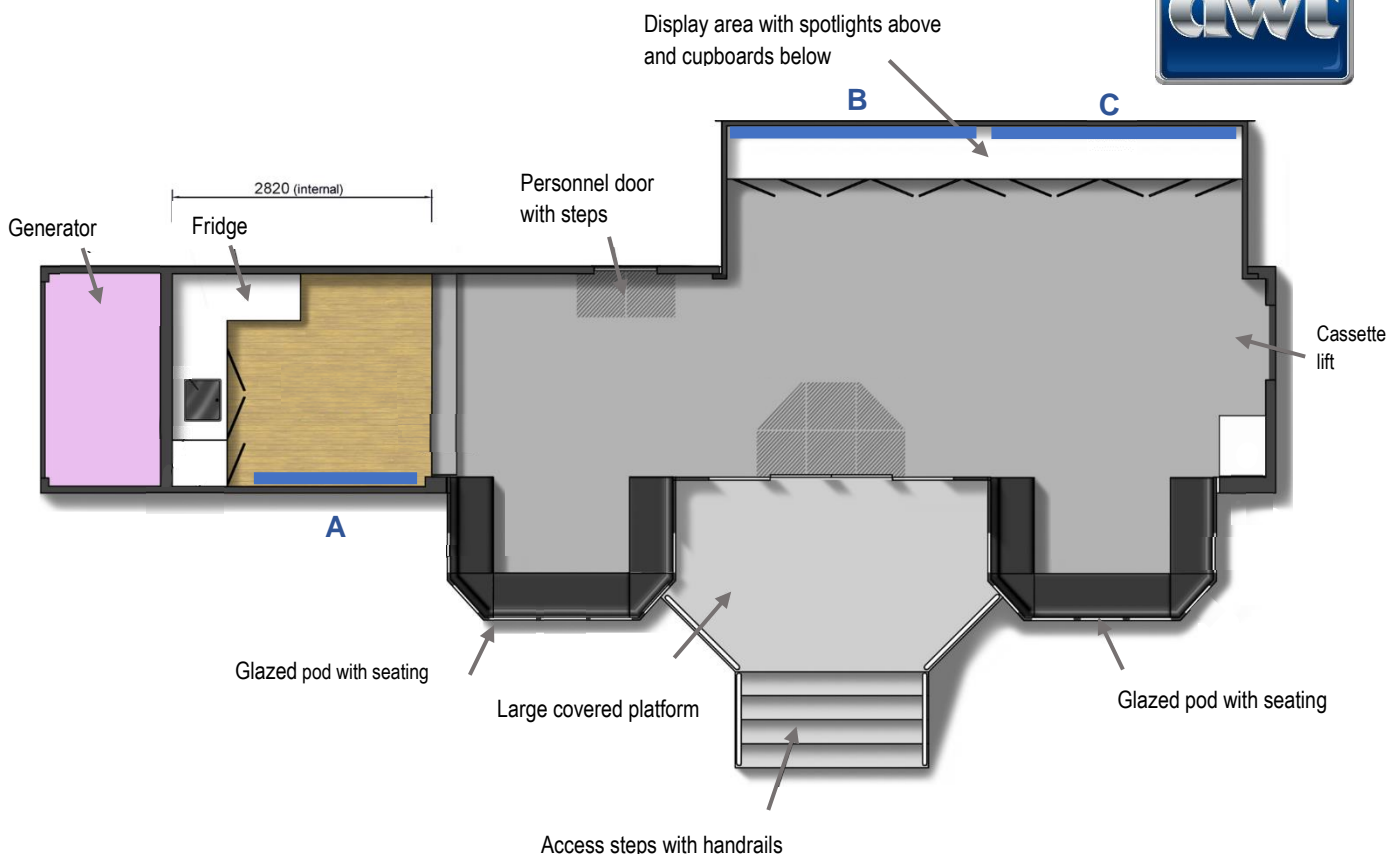 Display area with spotlights above
and cupboards below
awt
B
C
2820 (internal)
Personnel door
with steps
Generator
Fridge
Cassette
lift
A
Glazed pod with seating
Large covered platform
Glazed pod with seating
Access steps with handrails